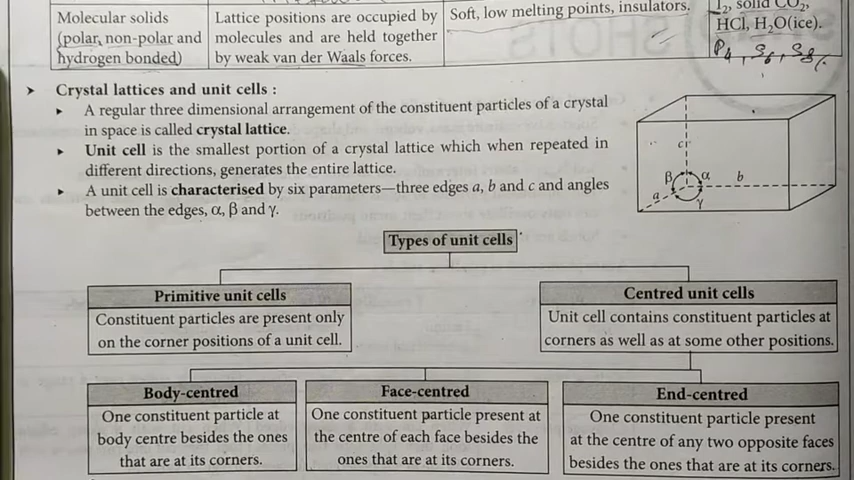 Molecular solids
(polar, non-polar and
hydrogen bonded)
Lattice positions are occupied by
molecules and are held together
by weak van der Waals forces.
Soft, low melting points, insulators.
I2, solid CO2,
HCl, H2O(ice).
P4, S6, S8
➤ Crystal lattices and unit cells :
▸ A regular three dimensional arrangement of the constituent particles of a crystal
in space is called crystal lattice.
▸ Unit cell is the smallest portion of a crystal lattice which when repeated in
different directions, generates the entire lattice.
▸ A unit cell is characterised by six parameters—three edges a, b and c and angles
between the edges, α, β and γ.
c
β α b
a γ
Types of unit cells
Primitive unit cells
Constituent particles are present only
on the corner positions of a unit cell.
Centred unit cells
Unit cell contains constituent particles at
corners as well as at some other positions.
Body-centred
One constituent particle at
body centre besides the ones
that are at its corners.
Face-centred
One constituent particle present at
the centre of each face besides the
ones that are at its corners.
End-centred
One constituent particle present
at the centre of any two opposite faces
besides the ones that are at its corners.